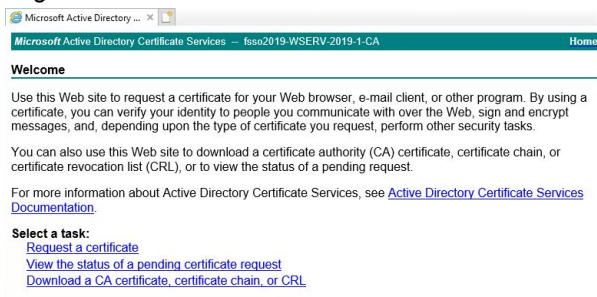 Microsoft Active Directory ...
Microsoft Active Directory Certificate Services -- fsso2019-WSERV-2019-1-CA Home
Welcome
Use this Web site to request a certificate for your Web browser, e-mail client, or other program. By using a
certificate, you can verify your identity to people you communicate with over the Web, sign and encrypt
messages, and, depending upon the type of certificate you request, perform other security tasks.
You can also use this Web site to download a certificate authority (CA) certificate, certificate chain, or
certificate revocation list (CRL), or to view the status of a pending request.
For more information about Active Directory Certificate Services, see Active Directory Certificate Services
Documentation.
Select a task:
Request a certificate
View the status of a pending certificate request
Download a CA certificate, certificate chain, or CRL